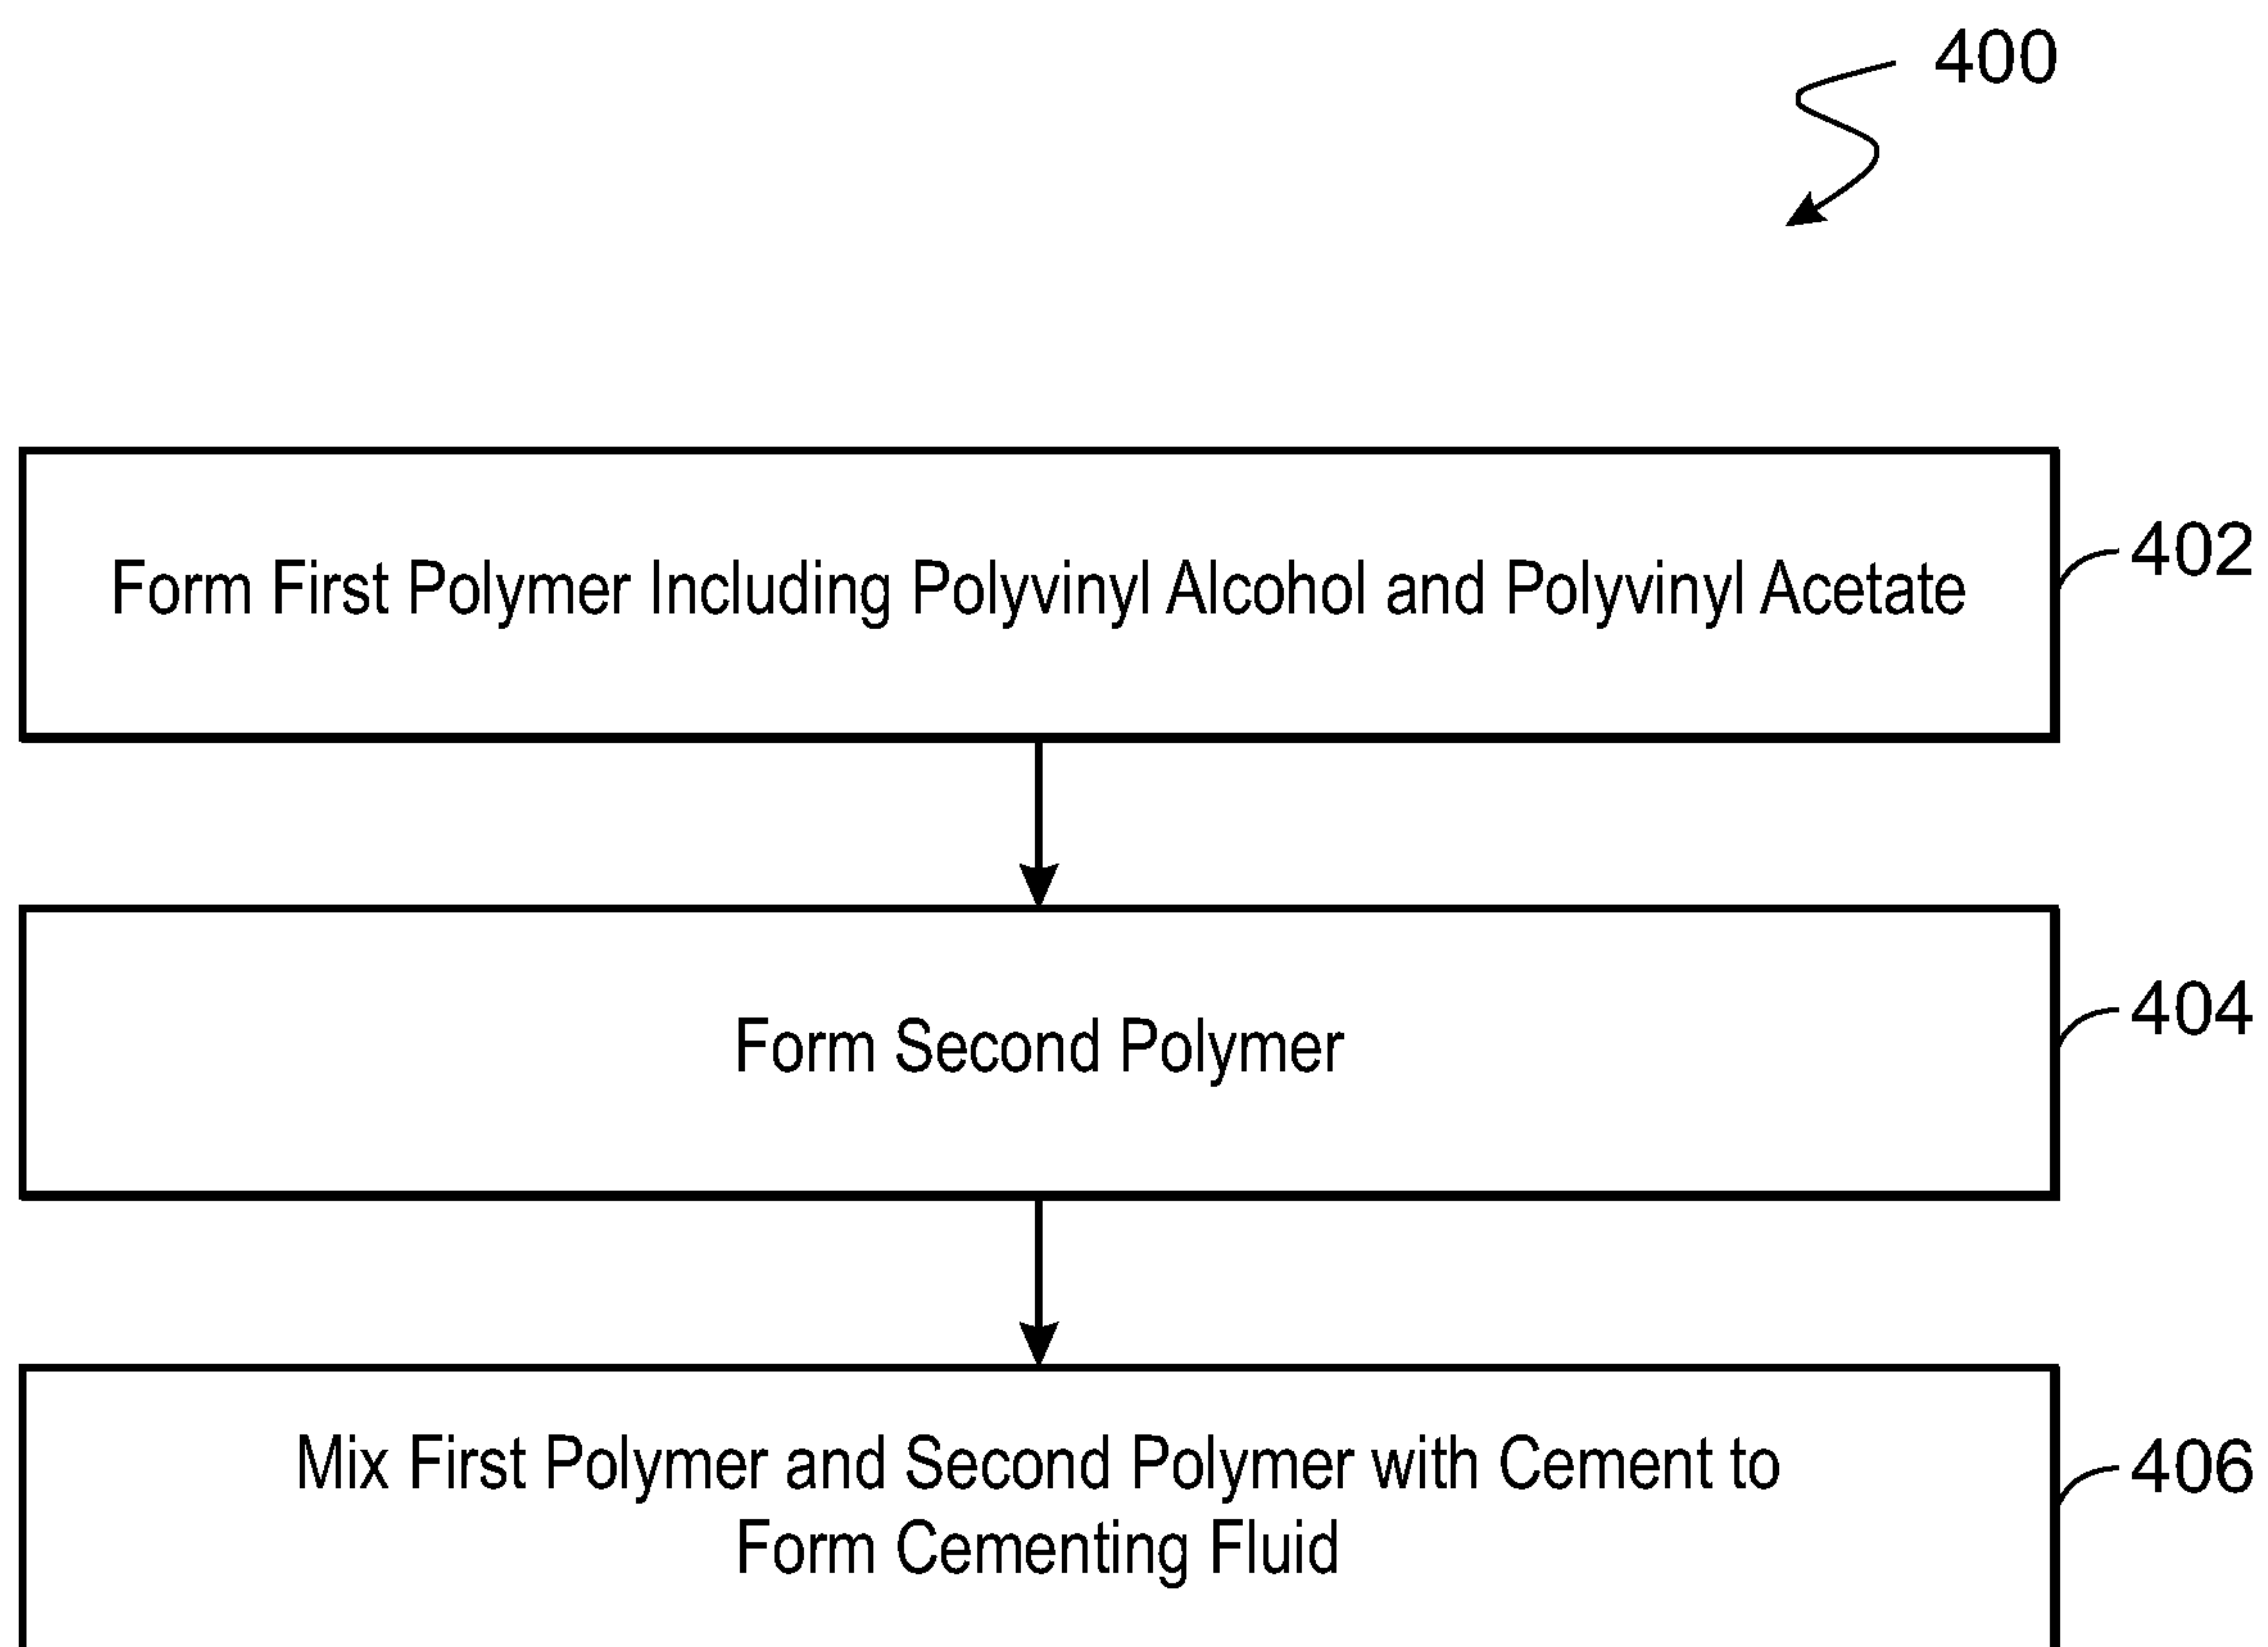 400
Form First Polymer Including Polyvinyl Alcohol and Polyvinyl Acetate
402
Form Second Polymer
404
Mix First Polymer and Second Polymer with Cement to
Form Cementing Fluid
406